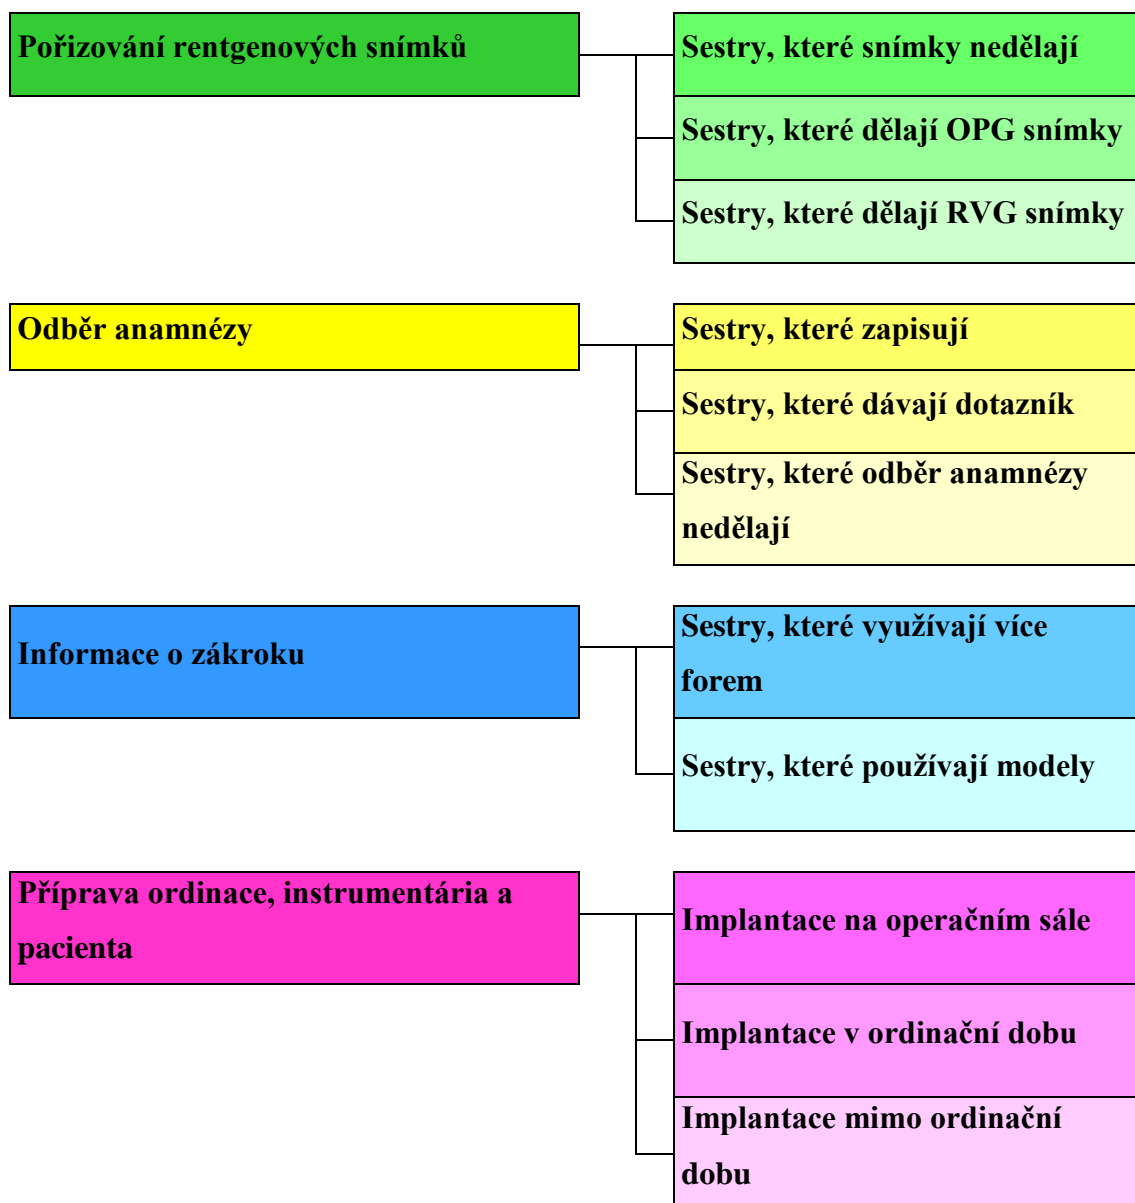 Pořizování rentgenových snímků
Sestry, které snímky nedělají
Sestry, které dělají OPG snímky
Sestry, které dělají RVG snímky
Odběr anamnézy
Sestry, které zapisují
Sestry, které dávají dotazník
Sestry, které odběr anamnézy
nedělají
Informace o zákroku
Sestry, které využívají více
forem
Sestry, které používají modely
Příprava ordinace, instrumentária a
pacienta
Implantace na operačním sále
Implantace v ordinační dobu
Implantace mimo ordinační
dobu